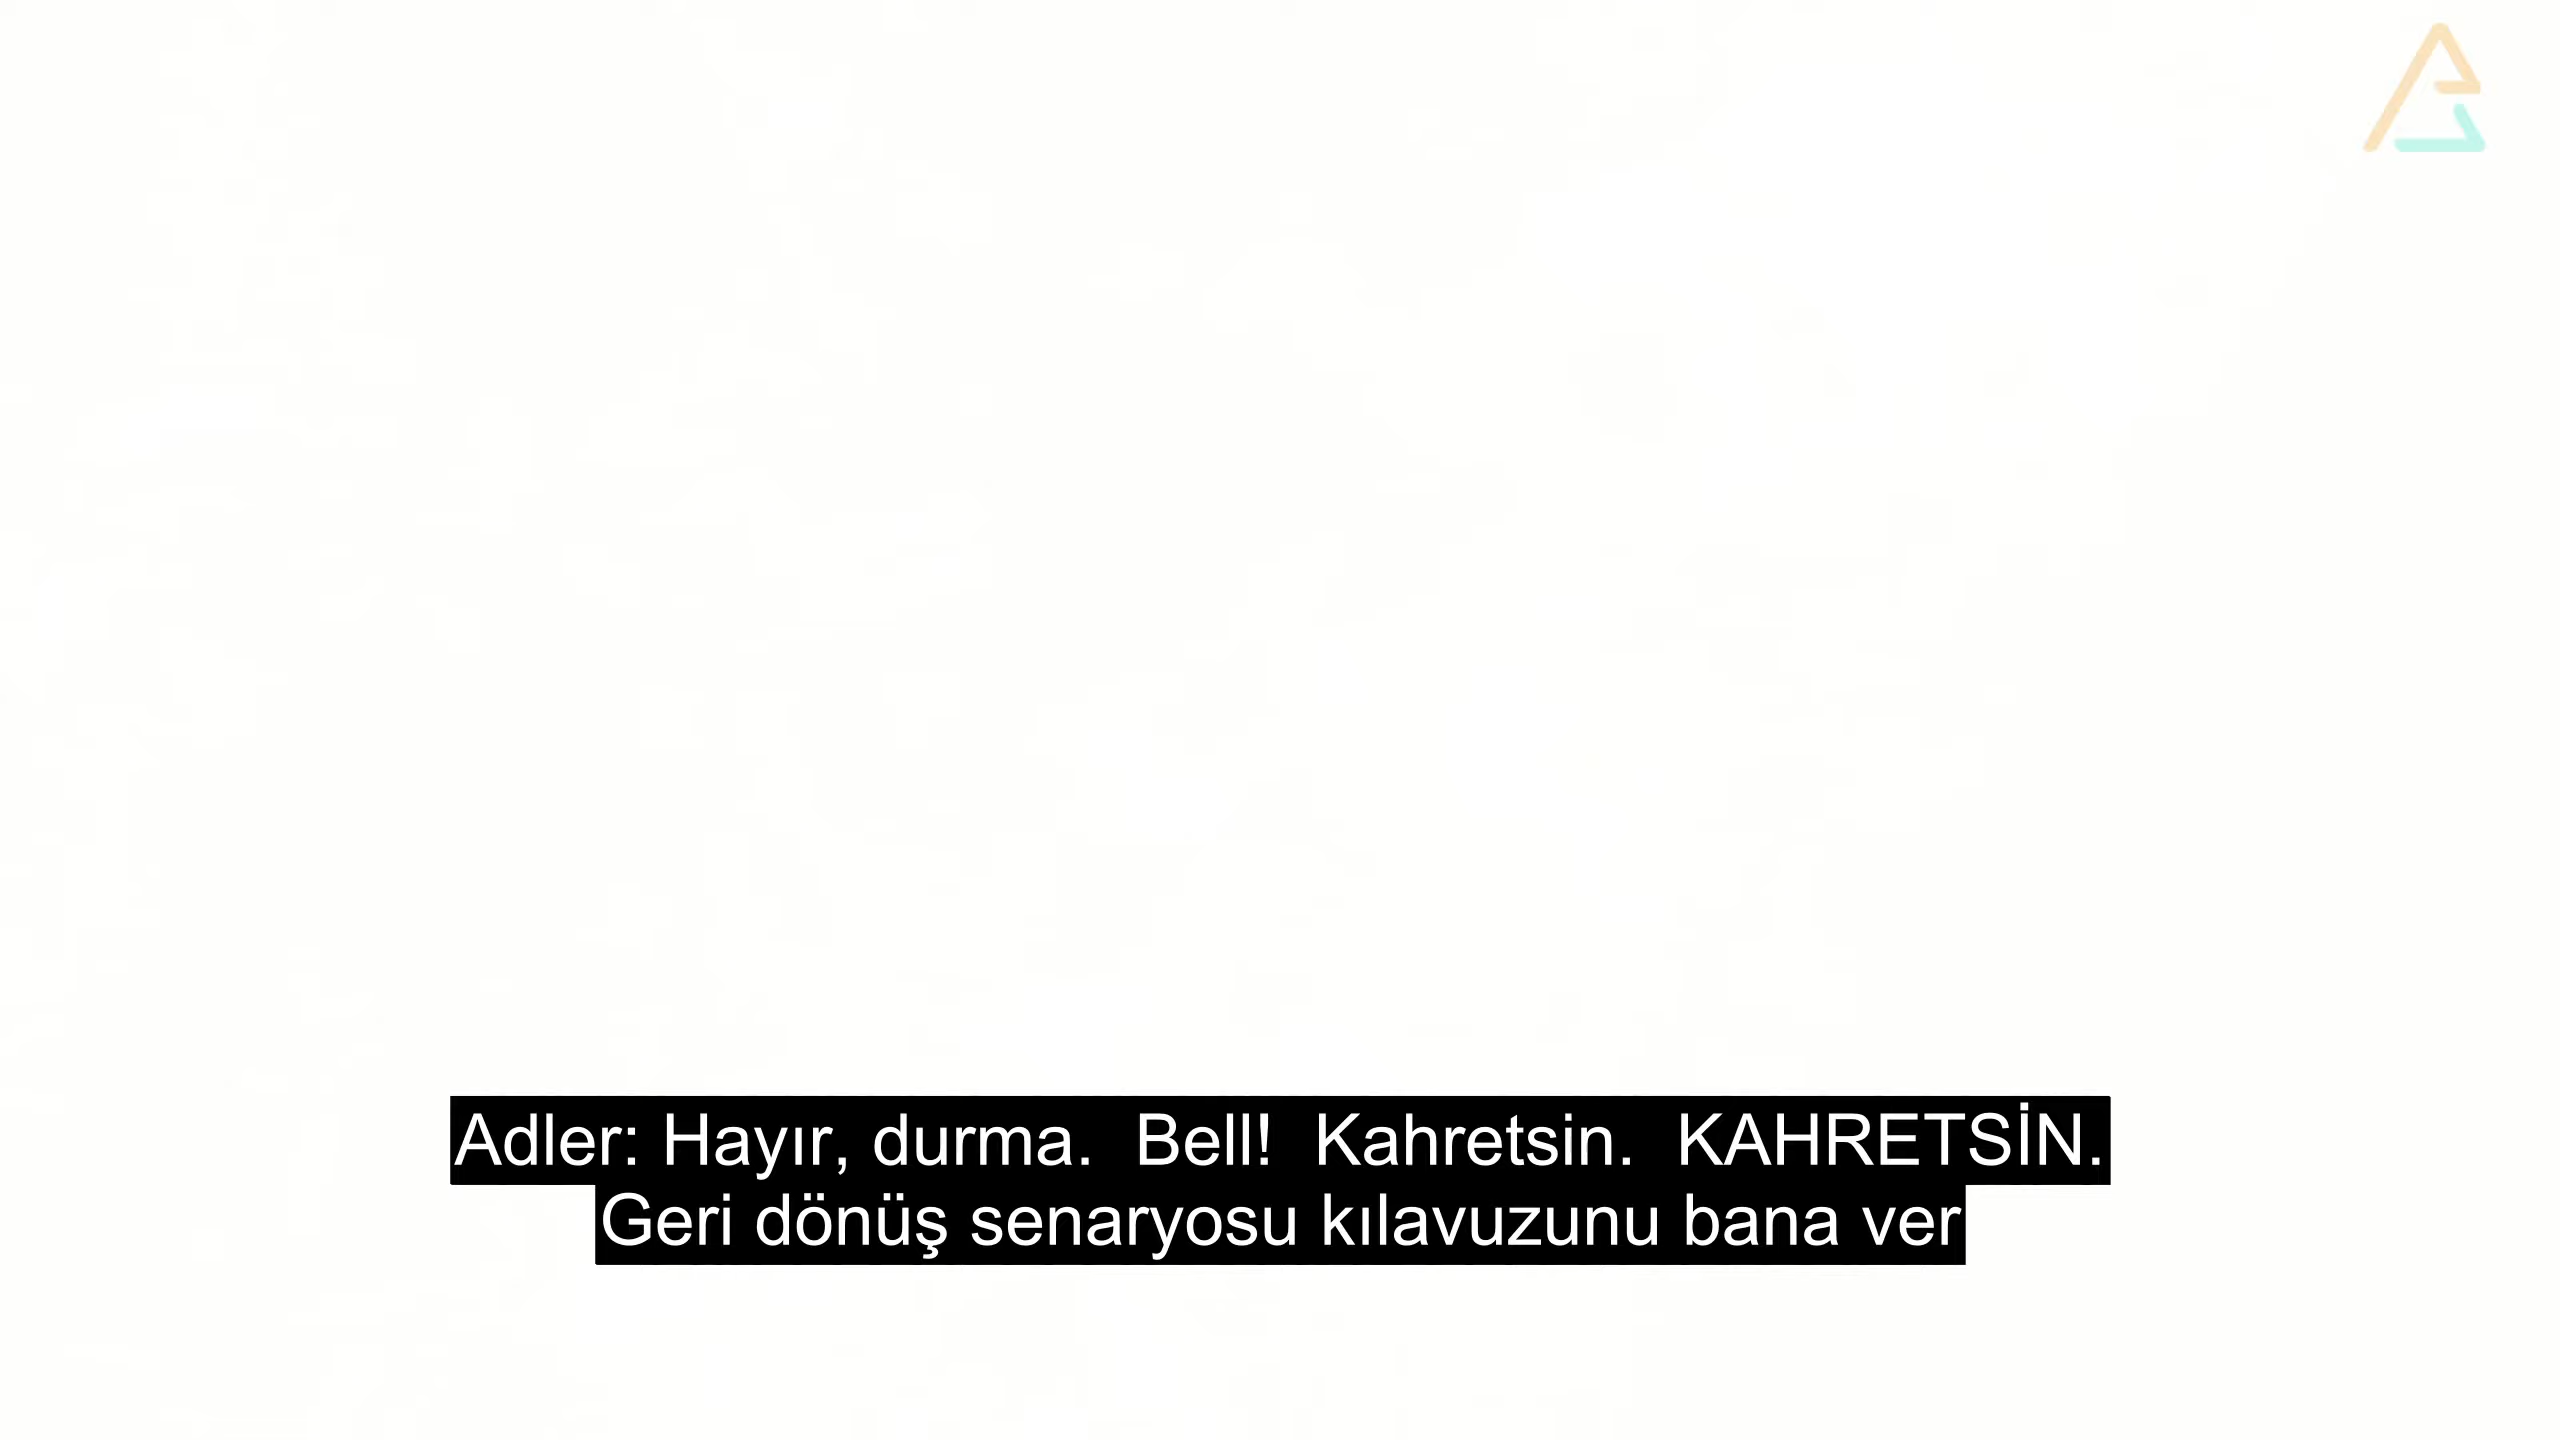 Adler: Hayır, durma.  Bell!  Kahretsin.  KAHRETSİN.
Geri dönüş senaryosu kılavuzunu bana ver